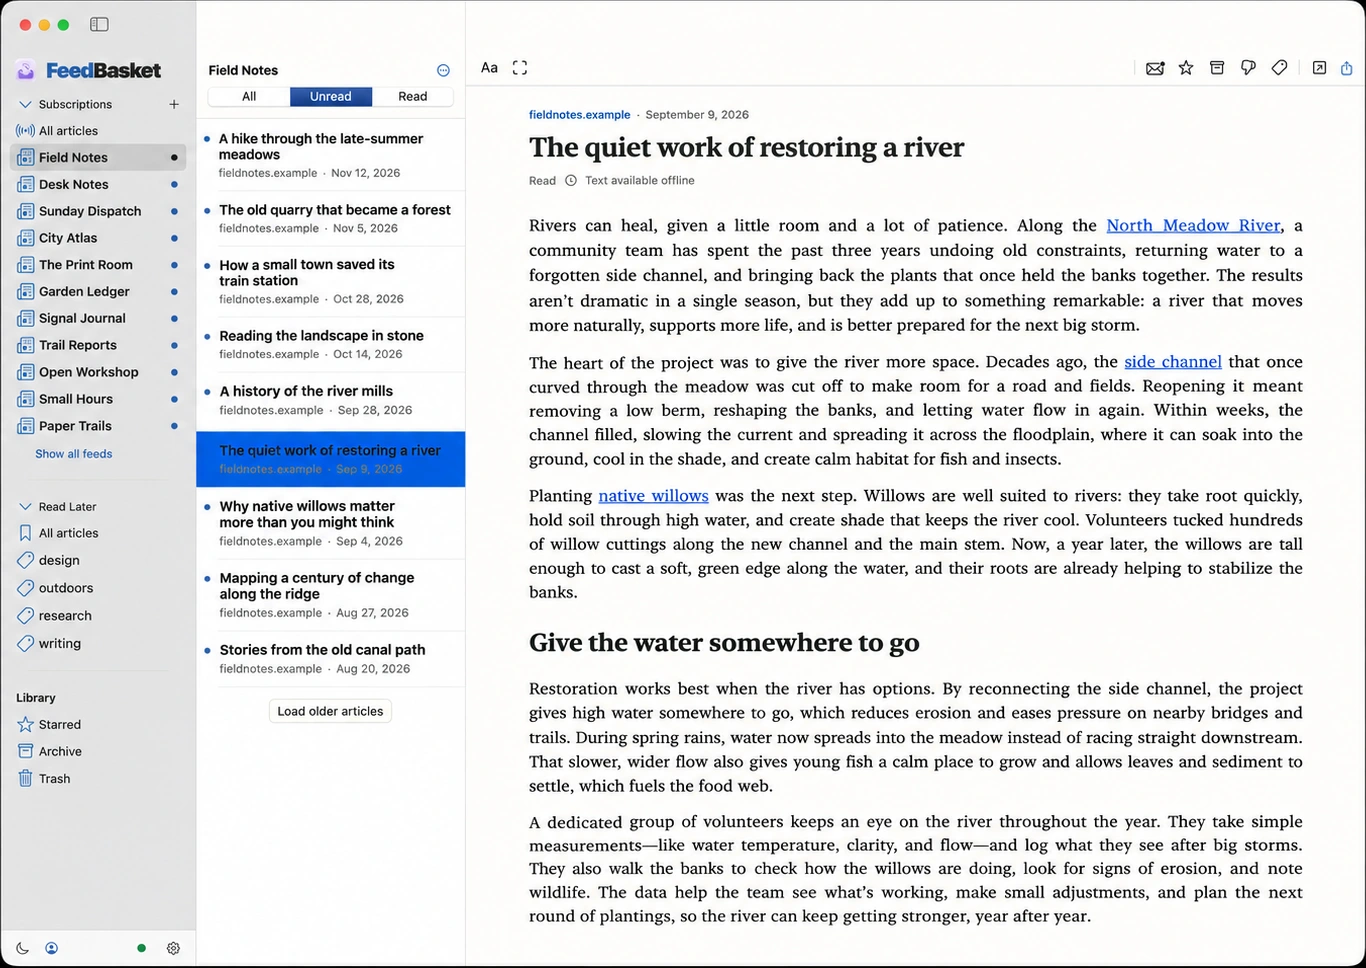 FeedBasket
Subscriptions
All articles
Field Notes
Desk Notes
Sunday Dispatch
City Atlas
The Print Room
Garden Ledger
Signal Journal
Trail Reports
Open Workshop
Small Hours
Paper Trails
Show all feeds
Read Later
All articles
design
outdoors
research
writing
Library
Starred
Archive
Trash
Field Notes
All Unread Read
A hike through the late-summer
meadows
fieldnotes.example · Nov 12, 2026
The old quarry that became a forest
fieldnotes.example · Nov 5, 2026
How a small town saved its
train station
fieldnotes.example · Oct 28, 2026
Reading the landscape in stone
fieldnotes.example · Oct 14, 2026
A history of the river mills
fieldnotes.example · Sep 28, 2026
The quiet work of restoring a river
fieldnotes.example · Sep 9, 2026
Why native willows matter
more than you might think
fieldnotes.example · Sep 4, 2026
Mapping a century of change
along the ridge
fieldnotes.example · Aug 27, 2026
Stories from the old canal path
fieldnotes.example · Aug 20, 2026
Load older articles
Aa
fieldnotes.example · September 9, 2026
The quiet work of restoring a river
Read Text available offline
Rivers can heal, given a little room and a lot of patience. Along the North Meadow River, a
community team has spent the past three years undoing old constraints, returning water to a
forgotten side channel, and bringing back the plants that once held the banks together. The results
aren’t dramatic in a single season, but they add up to something remarkable: a river that moves
more naturally, supports more life, and is better prepared for the next big storm.
The heart of the project was to give the river more space. Decades ago, the side channel that once
curved through the meadow was cut off to make room for a road and fields. Reopening it meant
removing a low berm, reshaping the banks, and letting water flow in again. Within weeks, the
channel filled, slowing the current and spreading it across the floodplain, where it can soak into the
ground, cool in the shade, and create calm habitat for fish and insects.
Planting native willows was the next step. Willows are well suited to rivers: they take root quickly,
hold soil through high water, and create shade that keeps the river cool. Volunteers tucked hundreds
of willow cuttings along the new channel and the main stem. Now, a year later, the willows are tall
enough to cast a soft, green edge along the water, and their roots are already helping to stabilize the
banks.
Give the water somewhere to go
Restoration works best when the river has options. By reconnecting the side channel, the project
gives high water somewhere to go, which reduces erosion and eases pressure on nearby bridges and
trails. During spring rains, water now spreads into the meadow instead of racing straight downstream.
That slower, wider flow also gives young fish a calm place to grow and allows leaves and sediment to
settle, which fuels the food web.
A dedicated group of volunteers keeps an eye on the river throughout the year. They take simple
measurements—like water temperature, clarity, and flow—and log what they see after big storms.
They also walk the banks to check how the willows are doing, look for signs of erosion, and note
wildlife. The data help the team see what’s working, make small adjustments, and plan the next
round of plantings, so the river can keep getting stronger, year after year.